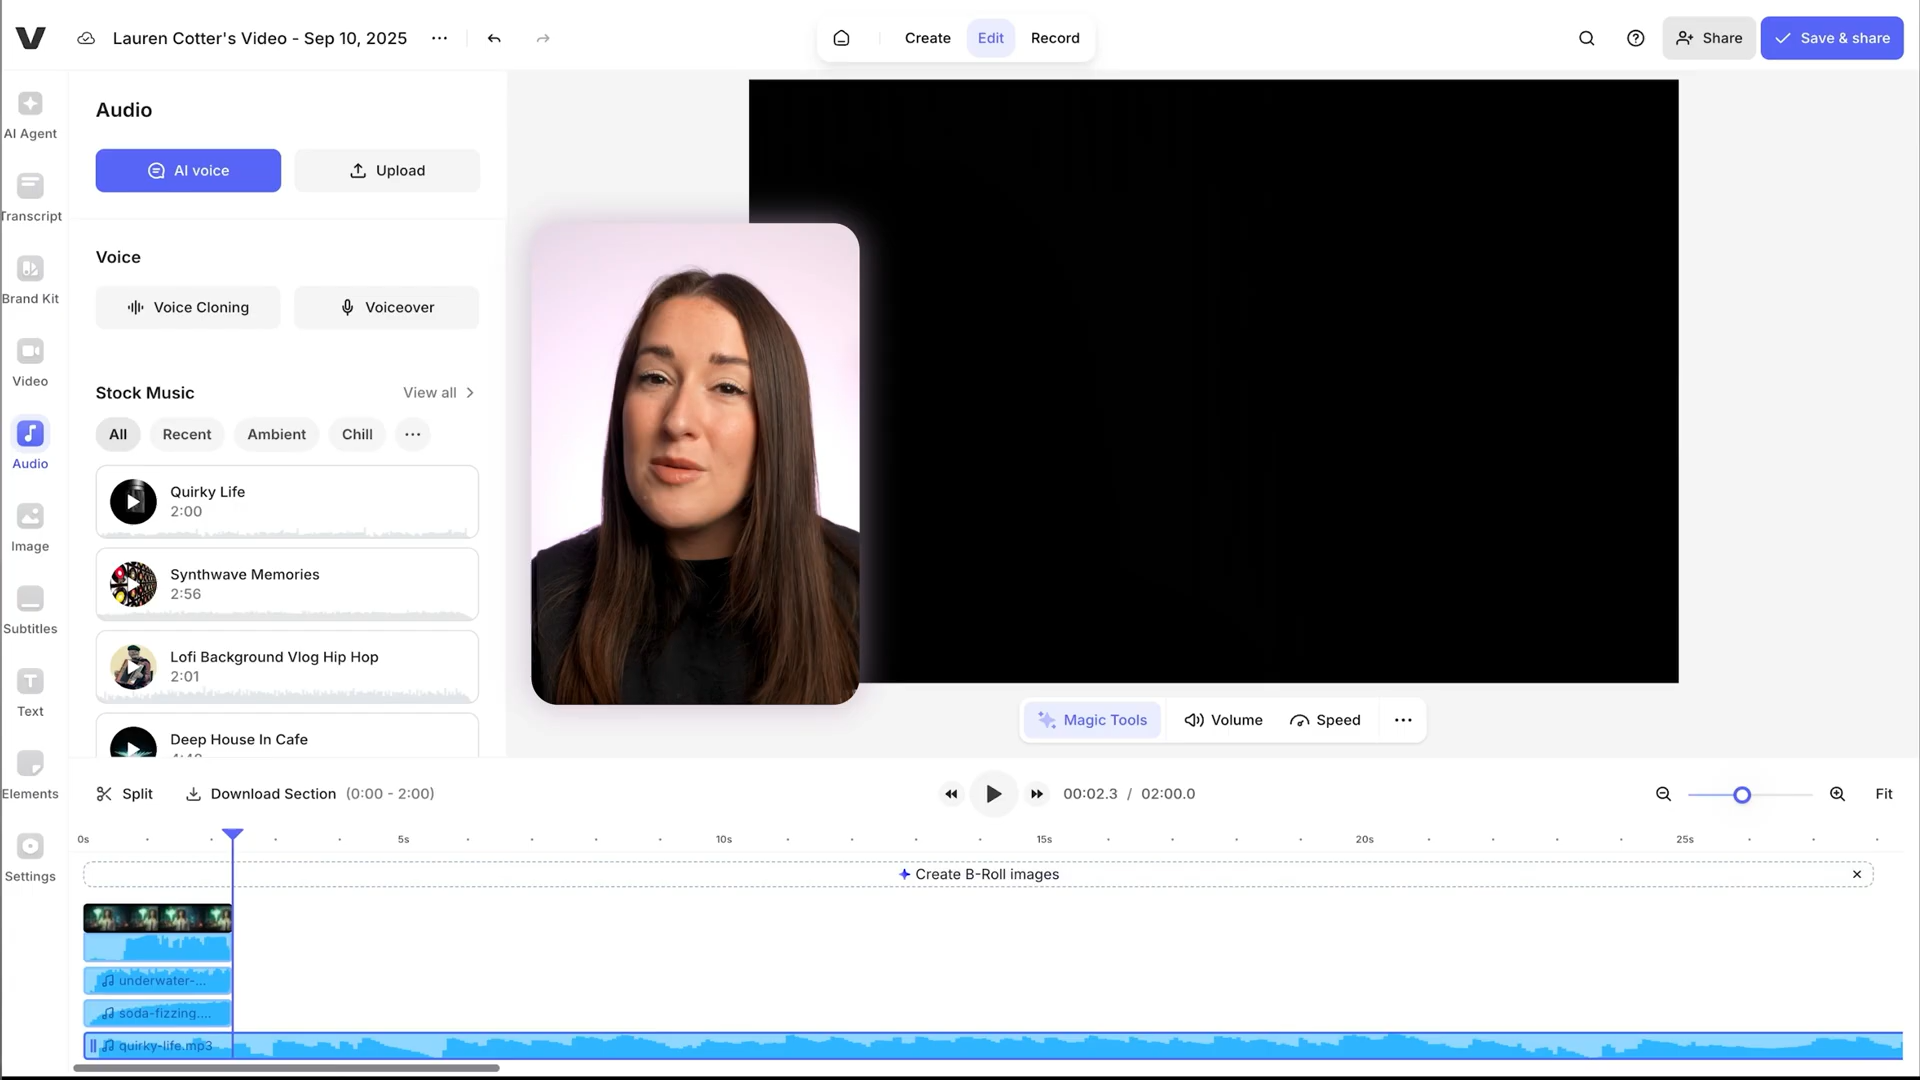 Lauren Cotter's Video - Sep 10, 2025
Create
Edit
Record
Share
Save & share
AI Agent
Transcript
Brand Kit
Video
Audio
Image
Subtitles
Text
Elements
Settings
Audio
AI voice
Upload
Voice
Voice Cloning
Voiceover
Stock Music
View all
All
Recent
Ambient
Chill
Quirky Life
2:00
Synthwave Memories
2:56
Lofi Background Vlog Hip Hop
2:01
Deep House In Cafe
Magic Tools
Volume
Speed
Split
Download Section (0:00 - 2:00)
00:02.3 / 02:00.0
Fit
0s
5s
10s
15s
20s
25s
Create B-Roll images
underwater-...
soda-fizzing....
quirky-life.mp3